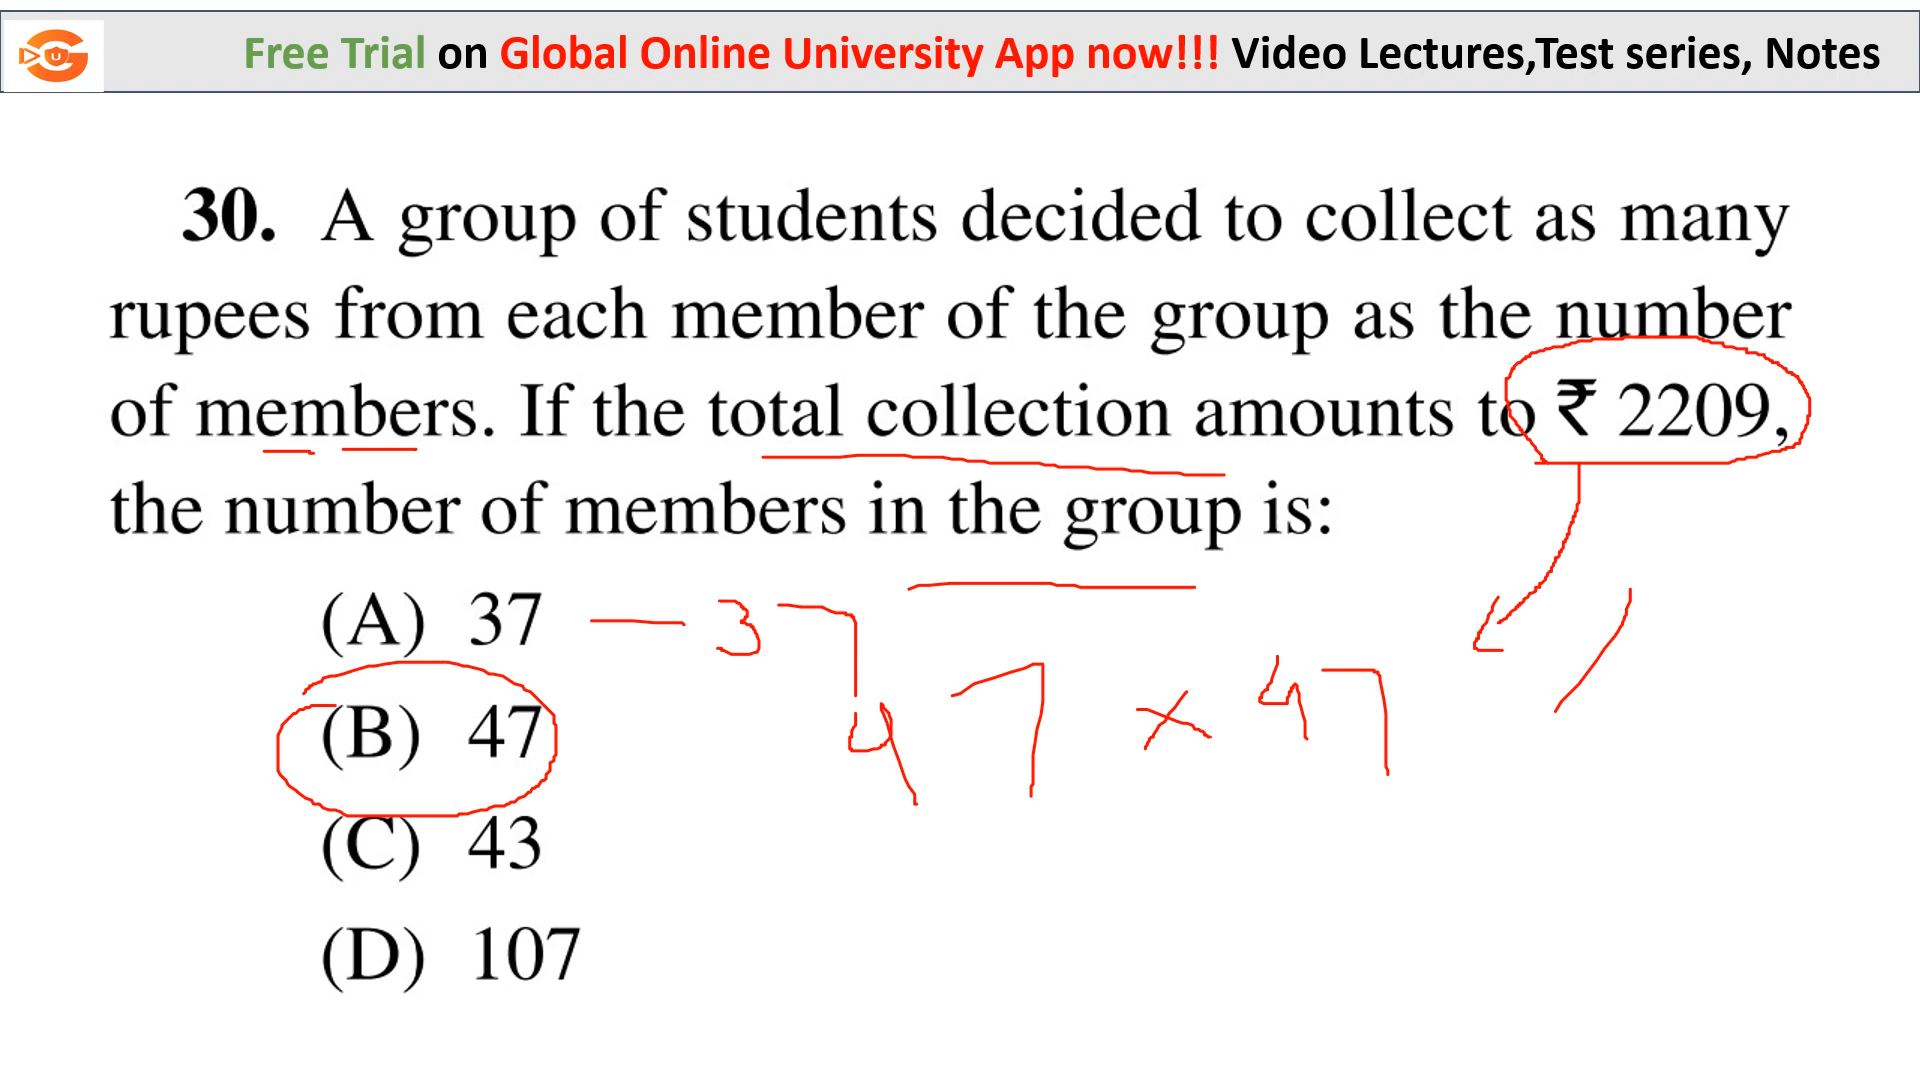 Free Trial on Global Online University App now!!! Video Lectures,Test series, Notes
30. A group of students decided to collect as many
rupees from each member of the group as the number
of members. If the total collection amounts to ₹ 2209,
the number of members in the group is:
(A) 37 — 37
(B) 47 47 × 47
(C) 43
(D) 107